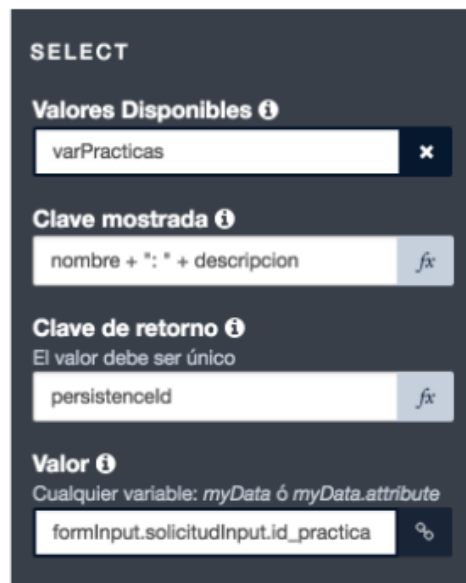 SELECT
Valores Disponibles
varPracticas
Clave mostrada
nombre + ": " + descripcion
fx
Clave de retorno
El valor debe ser único
persistenceId
fx
Valor
Cualquier variable: myData ó myData.attribute
formInput.solicitudInput.id_practica